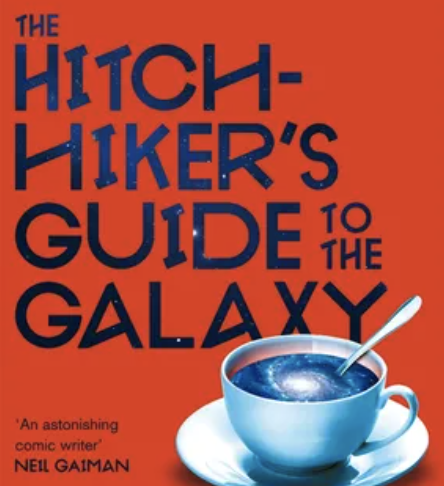 THE
HITCH-
HIKER'S
GUIDE TO
THE
GALAXY
'An astonishing
comic writer'
NEIL GAIMAN